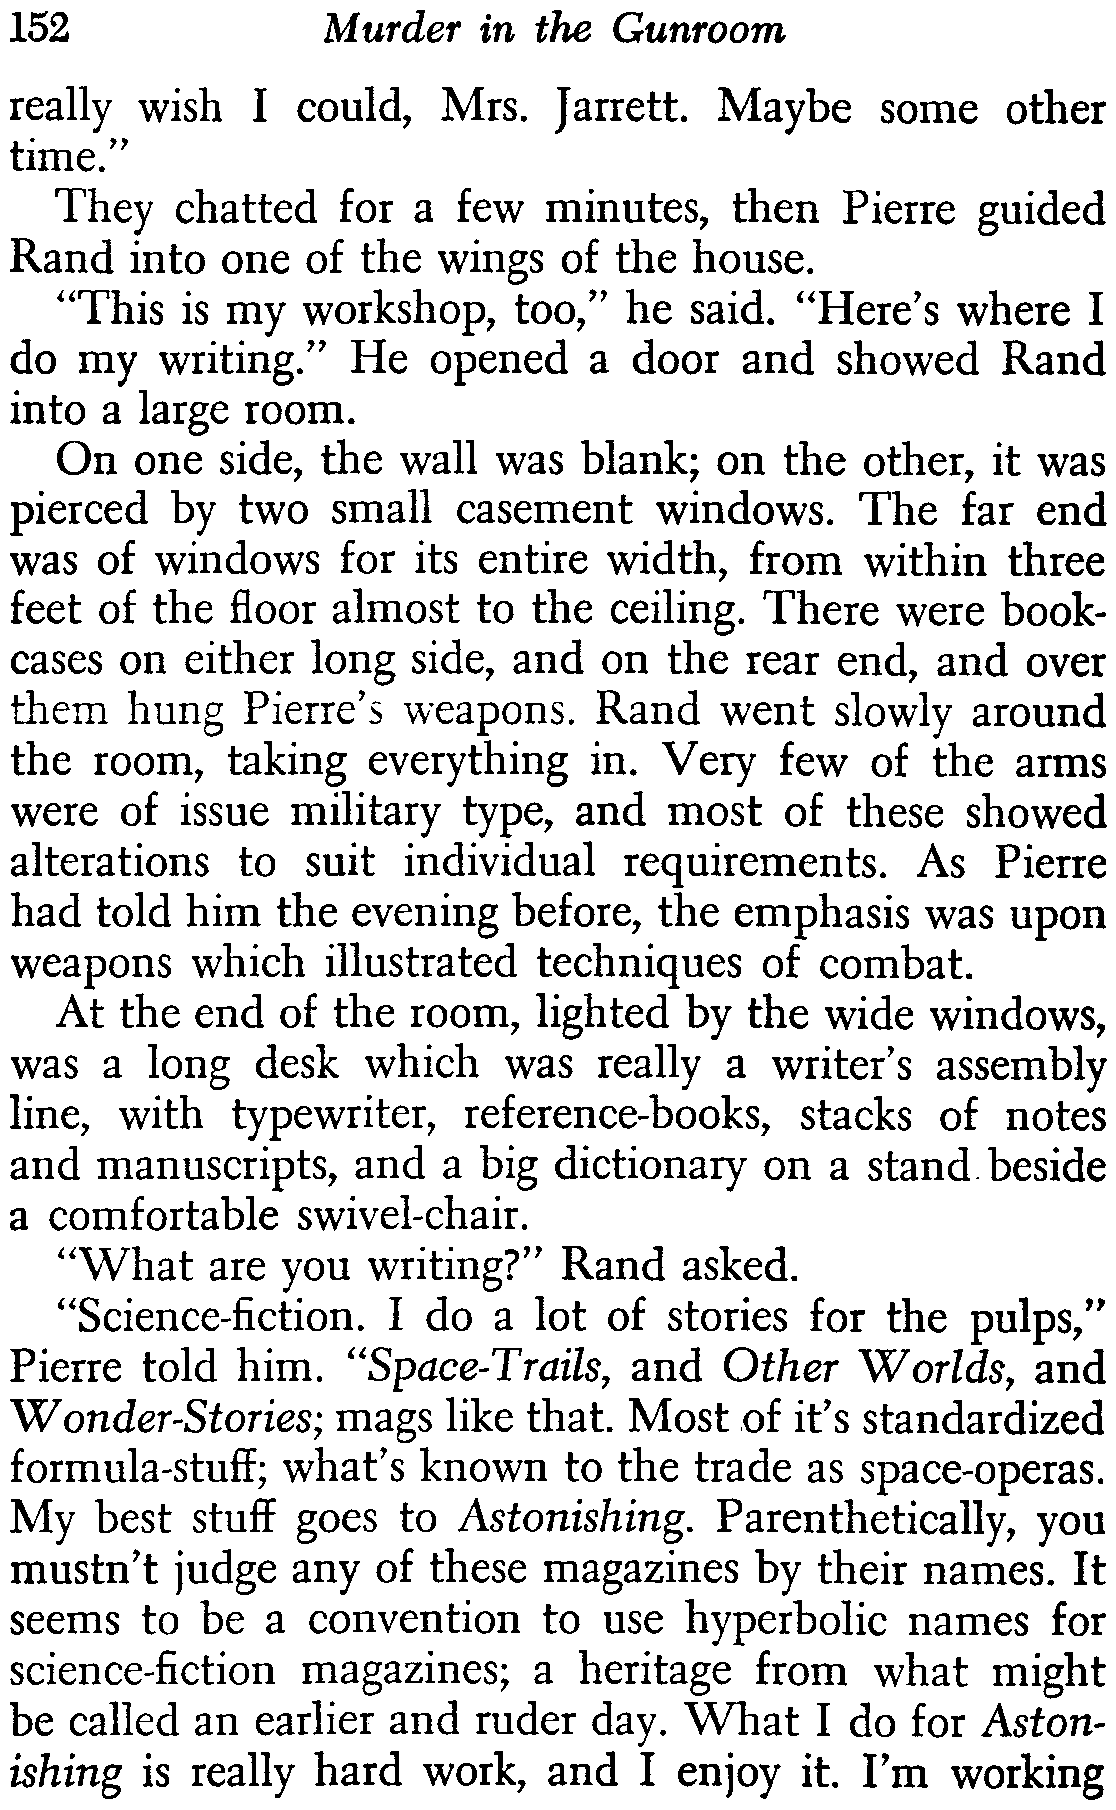 152 Murder in the Gunroom
really wish I could, Mrs. Jarrett. Maybe some other
time.”
They chatted for a few minutes, then Pierre guided
Rand into one of the wings of the house.
“This is my workshop, too,” he said. “Here’s where I
do my writing.” He opened a door and showed Rand
into a large room.
On one side, the wall was blank; on the other, it was
pierced by two small casement windows. The far end
was of windows for its entire width, from within three
feet of the floor almost to the ceiling. There were book-
cases on either long side, and on the rear end, and over
them hung Pierre’s weapons. Rand went slowly around
the room, taking everything in. Very few of the arms
were of issue military type, and most of these showed
alterations to suit individual requirements. As Pierre
had told him the evening before, the emphasis was upon
weapons which illustrated techniques of combat.
At the end of the room, lighted by the wide windows,
was a long desk which was really a writer’s assembly
line, with typewriter, reference-books, stacks of notes
and manuscripts, and a big dictionary on a stand beside
a comfortable swivel-chair.
“What are you writing?” Rand asked.
“Science-fiction. I do a lot of stories for the pulps,”
Pierre told him. “Space-Trails, and Other Worlds, and
Wonder-Stories; mags like that. Most of it’s standardized
formula-stuff; what’s known to the trade as space-operas.
My best stuff goes to Astonishing. Parenthetically, you
mustn’t judge any of these magazines by their names. It
seems to be a convention to use hyperbolic names for
science-fiction magazines; a heritage from what might
be called an earlier and ruder day. What I do for Aston-
ishing is really hard work, and I enjoy it. I’m working